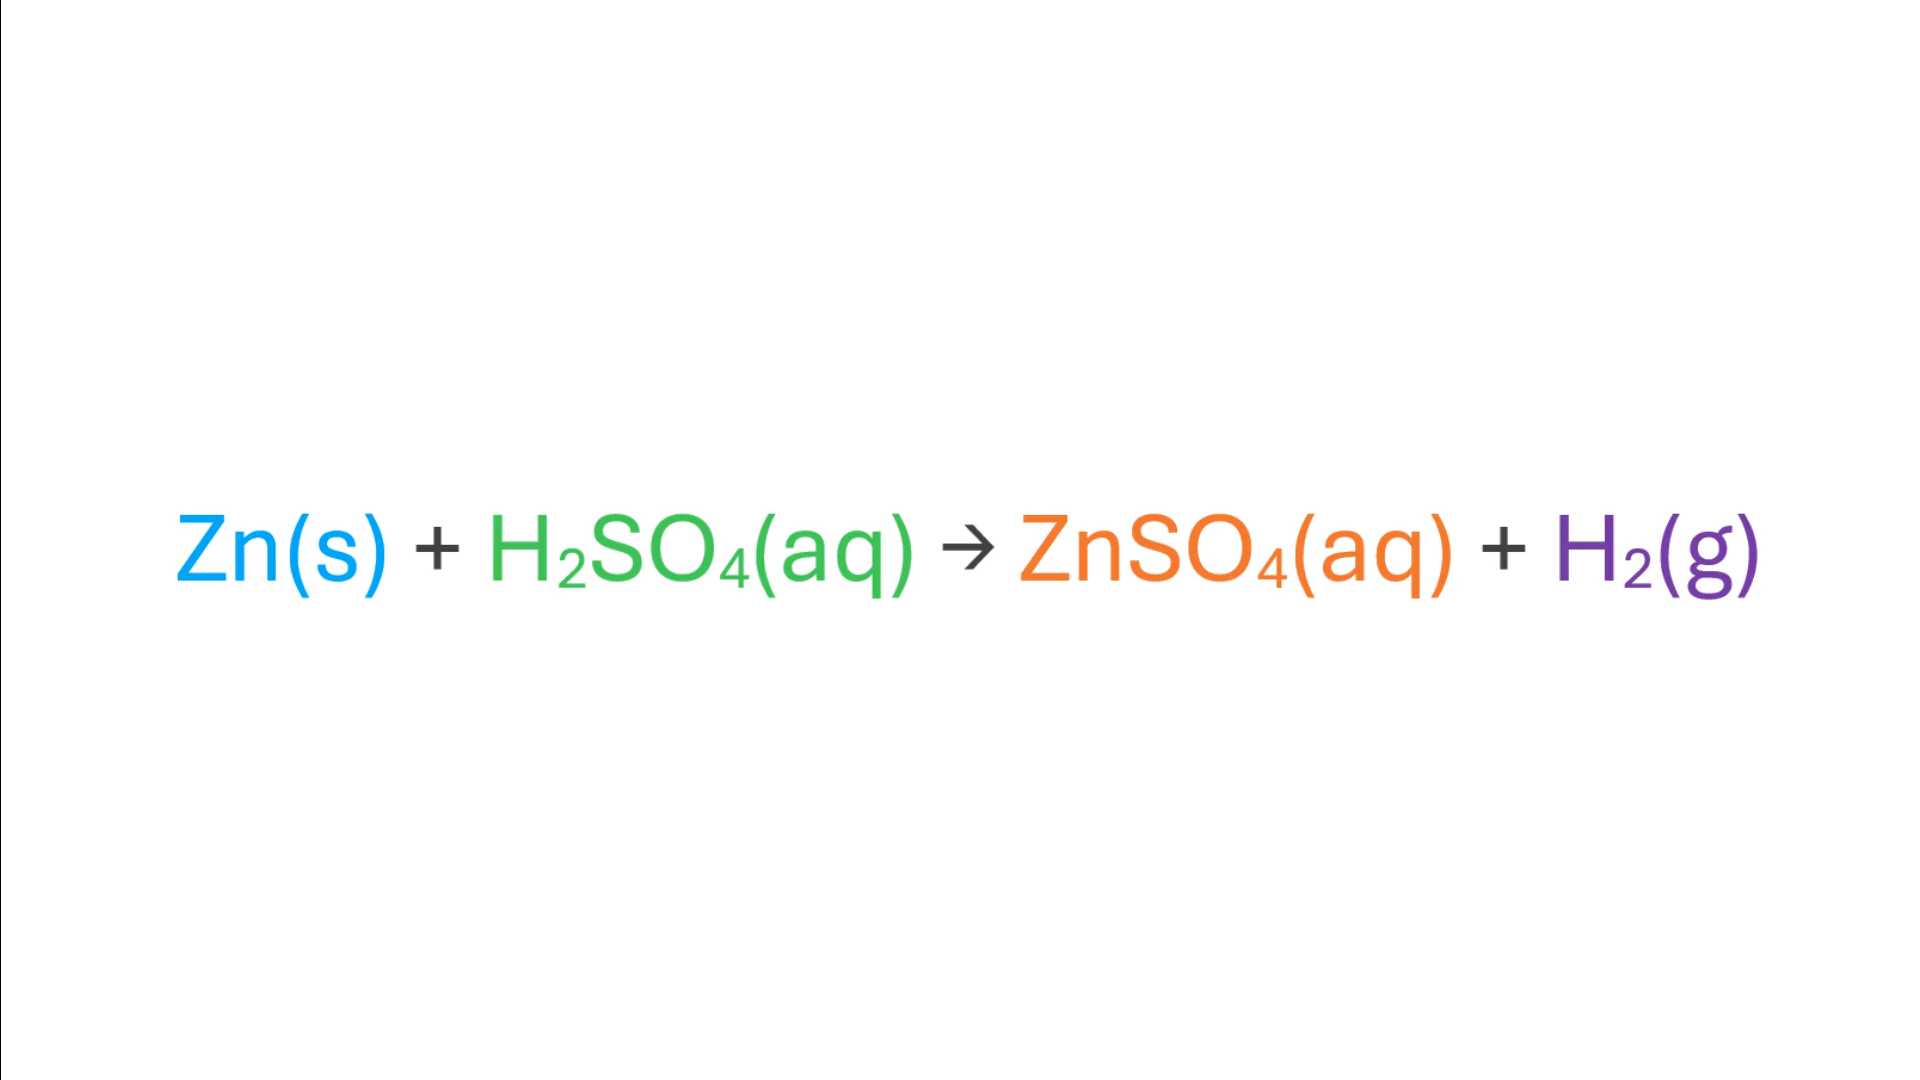 Zn(s) + H₂SO₄(aq) → ZnSO₄(aq) + H₂(g)